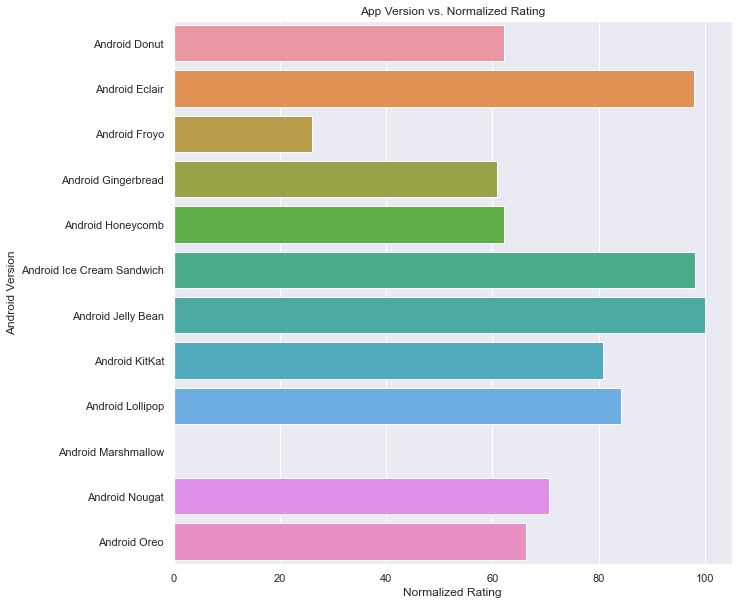 App Version vs. Normalized Rating
Android Version
Android Donut
Android Eclair
Android Froyo
Android Gingerbread
Android Honeycomb
Android Ice Cream Sandwich
Android Jelly Bean
Android KitKat
Android Lollipop
Android Marshmallow
Android Nougat
Android Oreo
0 20 40 60 80 100
Normalized Rating